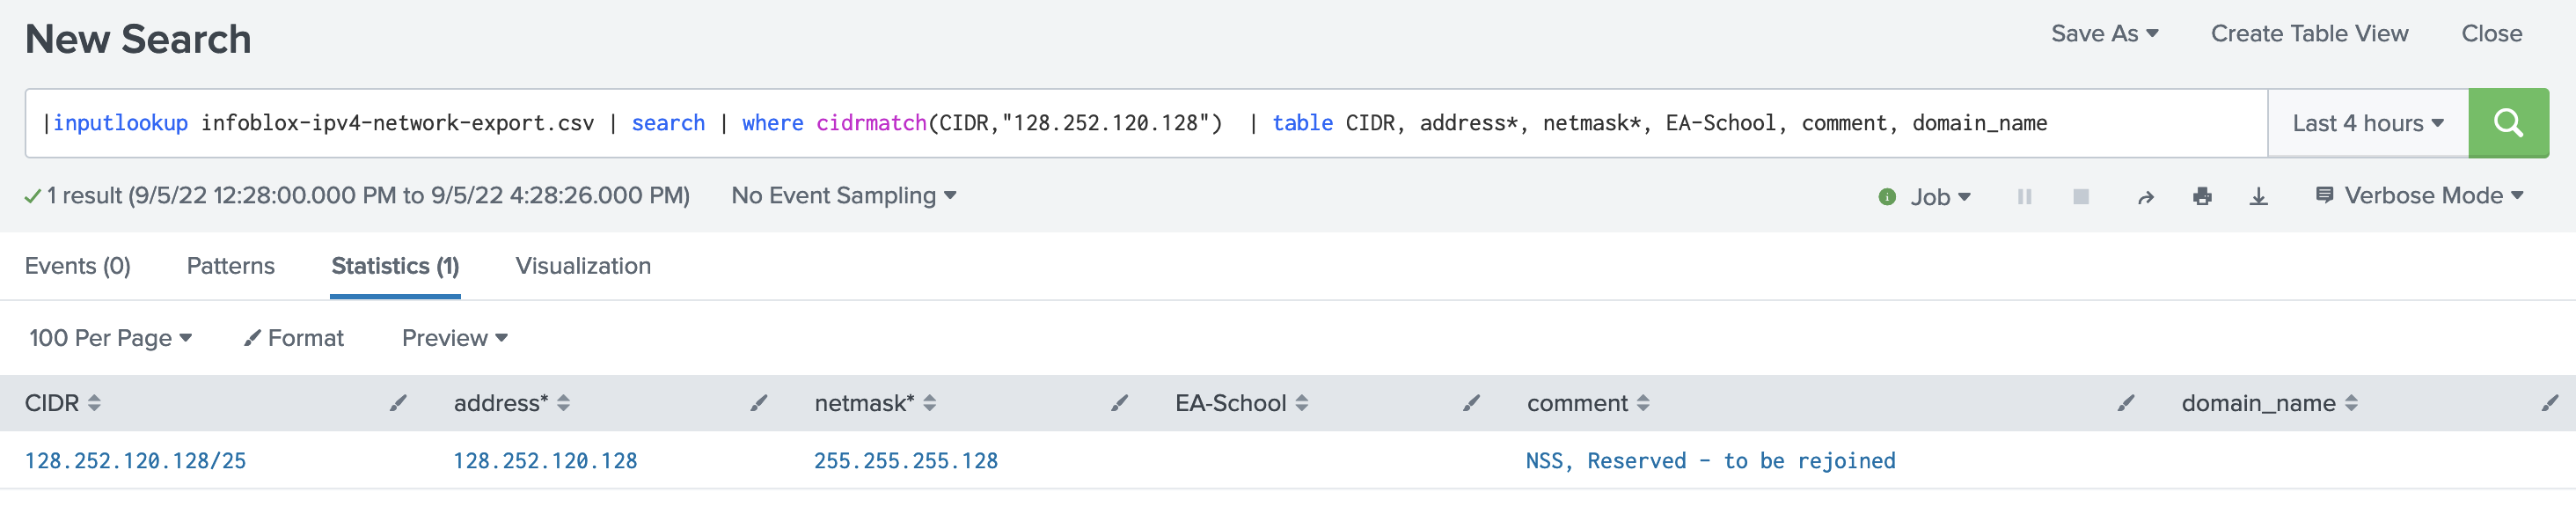 New Search
Save As Create Table View Close
|inputlookup infoblox-ipv4-network-export.csv | search | where cidrmatch(CIDR,"128.252.120.128")  | table CIDR, address*, netmask*, EA-School, comment, domain_name
Last 4 hours
1 result (9/5/22 12:28:00.000 PM to 9/5/22 4:28:26.000 PM) No Event Sampling Job Verbose Mode
Events (0) Patterns Statistics (1) Visualization
100 Per Page Format Preview
CIDR address* netmask* EA-School comment domain_name
128.252.120.128/25 128.252.120.128 255.255.255.128 NSS, Reserved - to be rejoined